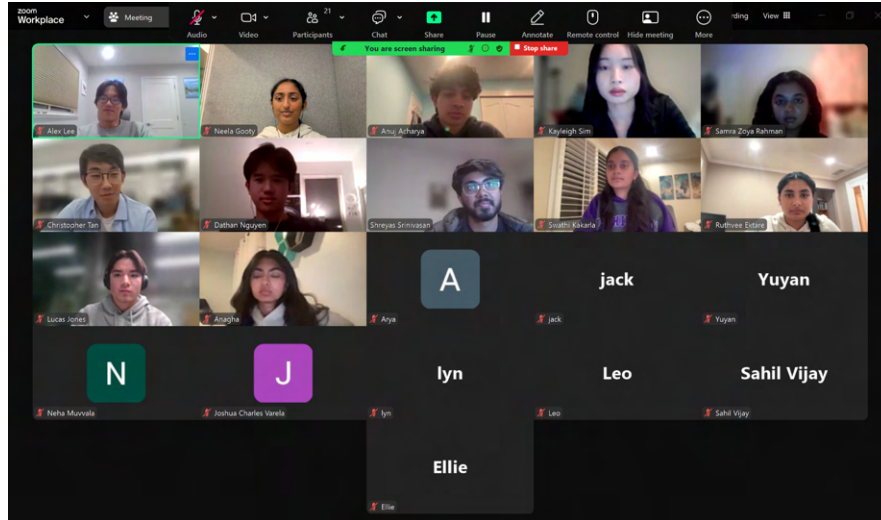 zoom
Workplace
Meeting
Audio
Video
21
Participants
Chat
Share
Pause
Annotate
Remote control
Hide meeting
More
rding
View
You are screen sharing
Stop share
Alex Lee
Neela Gooty
Anuj Acharya
Kayleigh Sim
Samra Zoya Rahman
Christopher Tan
Dathan Nguyen
Shreyas Srinivasan
Swathi Kakarla
Ruthvee Ektare
Lucas Jones
Anagha
A
Arya
jack
jack
Yuyan
Yuyan
N
Neha Muvvala
J
Joshua Charles Varela
lyn
lyn
Leo
Leo
Sahil Vijay
Sahil Vijay
Ellie
Ellie